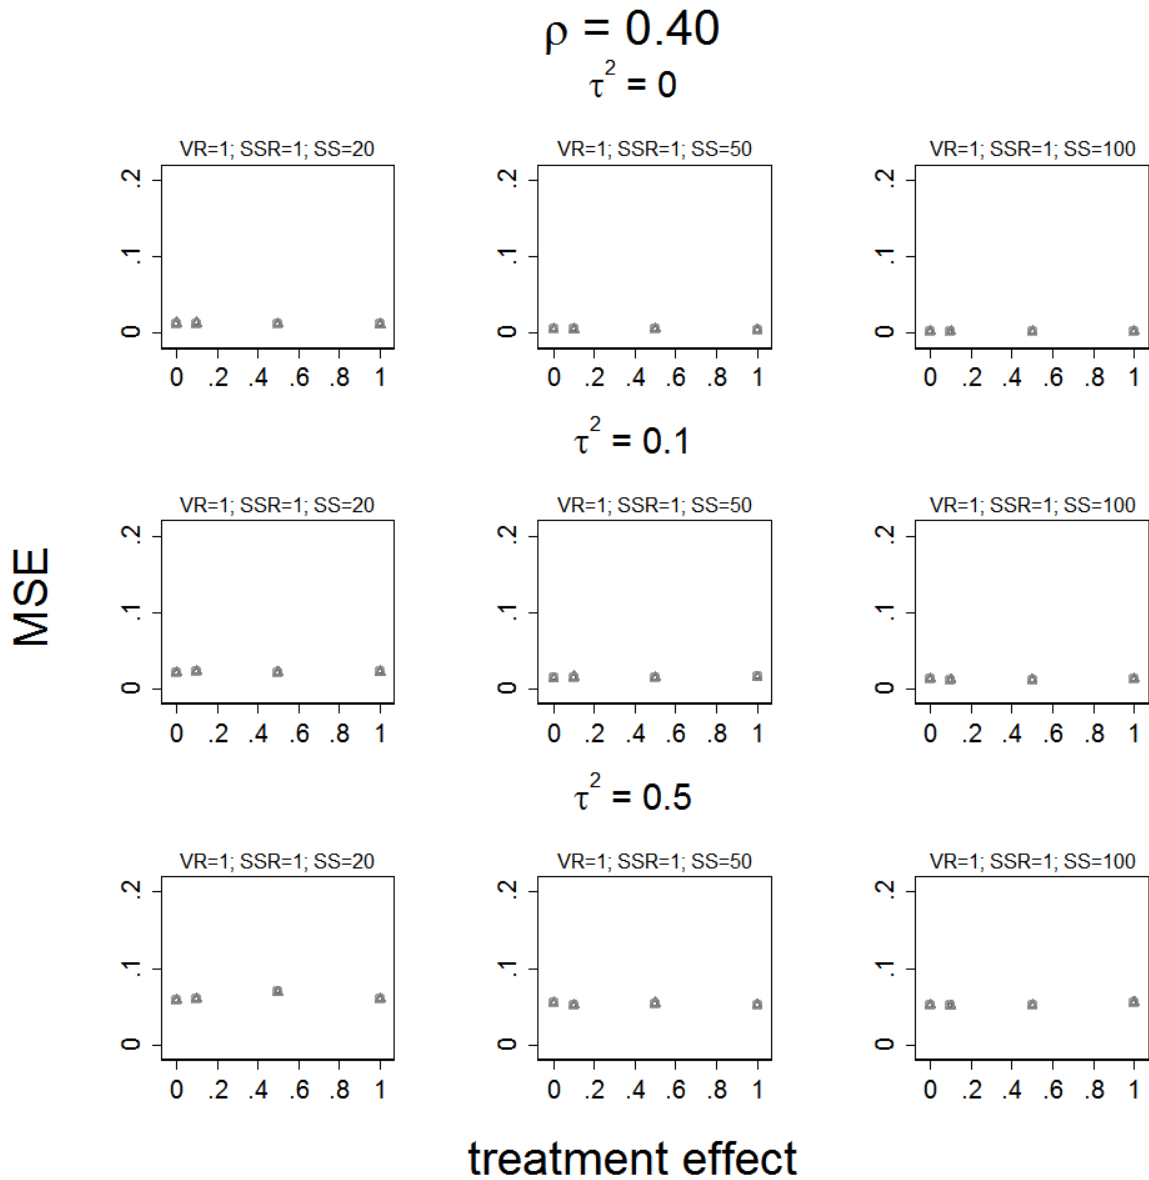 ρ = 0.40
τ² = 0
VR=1; SSR=1; SS=20 VR=1; SSR=1; SS=50 VR=1; SSR=1; SS=100
.2 .2 .2
.1 .1 .1
0 0 0
0 .2 .4 .6 .8 1 0 .2 .4 .6 .8 1 0 .2 .4 .6 .8 1
τ² = 0.1
VR=1; SSR=1; SS=20 VR=1; SSR=1; SS=50 VR=1; SSR=1; SS=100
.2 .2 .2
.1 .1 .1
0 0 0
0 .2 .4 .6 .8 1 0 .2 .4 .6 .8 1 0 .2 .4 .6 .8 1
MSE
τ² = 0.5
VR=1; SSR=1; SS=20 VR=1; SSR=1; SS=50 VR=1; SSR=1; SS=100
.2 .2 .2
.1 .1 .1
0 0 0
0 .2 .4 .6 .8 1 0 .2 .4 .6 .8 1 0 .2 .4 .6 .8 1
treatment effect